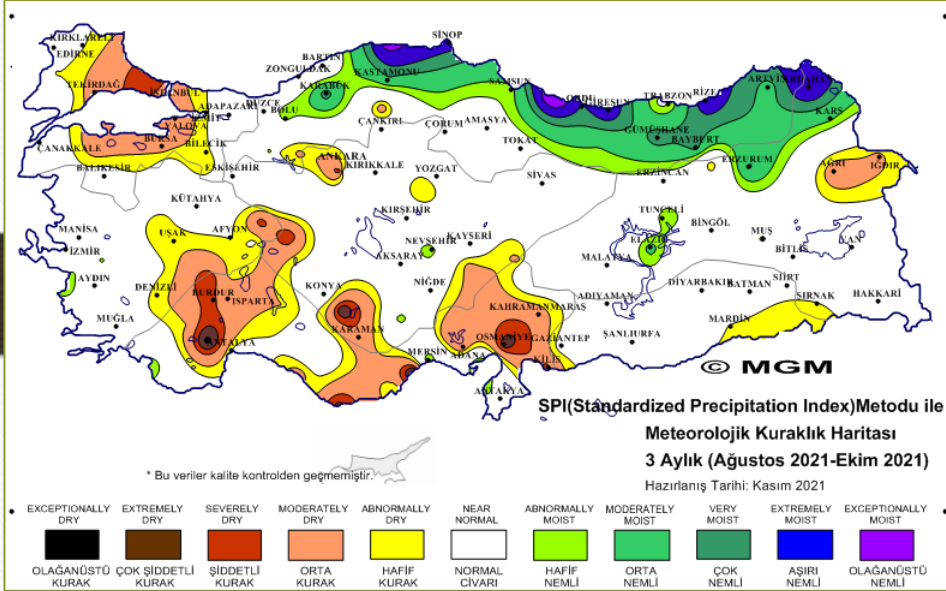 KIRKLARELİ
EDİRNE
TEKİRDAĞ
İSTANBUL
YALOVA
İZMİT
ADAPAZARI
DÜZCE
BOLU
ZONGULDAK
BARTIN
KARABÜK
KASTAMONU
SİNOP
SAMSUN
ORDU
GİRESUN
TRABZON
RİZE
ARTVİN
ARDAHAN
KARS
ÇANAKKALE
BURSA
BİLECİK
BALIKESİR
ESKİŞEHİR
ÇANKIRI
ÇORUM
AMASYA
TOKAT
ANKARA
KIRIKKALE
YOZGAT
SİVAS
GÜMÜŞHANE
BAYBURT
ERZURUM
ERZİNCAN
AĞRI
IĞDIR
KÜTAHYA
MANİSA
UŞAK
AFYON
İZMİR
AYDIN
DENİZLİ
BURDUR
ISPARTA
MUĞLA
ANTALYA
KIRŞEHİR
NEVŞEHİR
KAYSERİ
AKSARAY
KONYA
NİĞDE
KARAMAN
MERSİN
ADANA
OSMANİYE
KAHRAMANMARAŞ
GAZİANTEP
KİLİS
ANTAKYA
TUNCELİ
BİNGÖL
ELAZIĞ
MUŞ
BİTLİS
VAN
MALATYA
ADIYAMAN
DİYARBAKIR
BATMAN
SİİRT
ŞIRNAK
HAKKARİ
MARDİN
ŞANLIURFA
© MGM
SPI(Standardized Precipitation Index)Metodu ile
Meteorolojik Kuraklık Haritası
3 Aylık (Ağustos 2021-Ekim 2021)
Hazırlanış Tarihi: Kasım 2021
* Bu veriler kalite kontrolden geçmemiştir.
EXCEPTIONALLY DRY
EXTREMELY DRY
SEVERELY DRY
MODERATELY DRY
ABNORMALLY DRY
NEAR NORMAL
ABNORMALLY MOIST
MODERATELY MOIST
VERY MOIST
EXTREMELY MOIST
EXCEPTIONALLY MOIST
OLAĞANÜSTÜ KURAK
ÇOK ŞİDDETLİ KURAK
ŞİDDETLİ KURAK
ORTA KURAK
HAFİF KURAK
NORMAL CİVARI
HAFİF NEMLİ
ORTA NEMLİ
ÇOK NEMLİ
AŞIRI NEMLİ
OLAĞANÜSTÜ NEMLİ